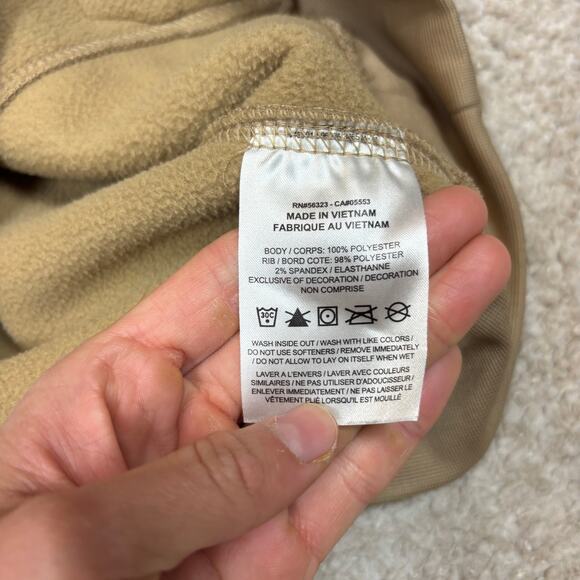 RN#56323 - CA#05553
MADE IN VIETNAM
FABRIQUE AU VIETNAM
BODY / CORPS: 100% POLYESTER
RIB / BORD COTE: 98% POLYESTER
2% SPANDEX / ELASTHANNE
EXCLUSIVE OF DECORATION / DECORATION
NON COMPRISE
30C
WASH INSIDE OUT / WASH WITH LIKE COLORS /
DO NOT USE SOFTENERS / REMOVE IMMEDIATELY
/ DO NOT ALLOW TO LAY ON ITSELF WHEN WET
LAVER A L'ENVERS / LAVER AVEC COULEURS
SIMILAIRES / NE PAS UTILISER D'ADOUCISSEUR /
ENLEVER IMMEDIATEMENT / NE PAS LAISSER LE
VÊTEMENT PLIÉ LORSQU'IL EST MOUILLÉ